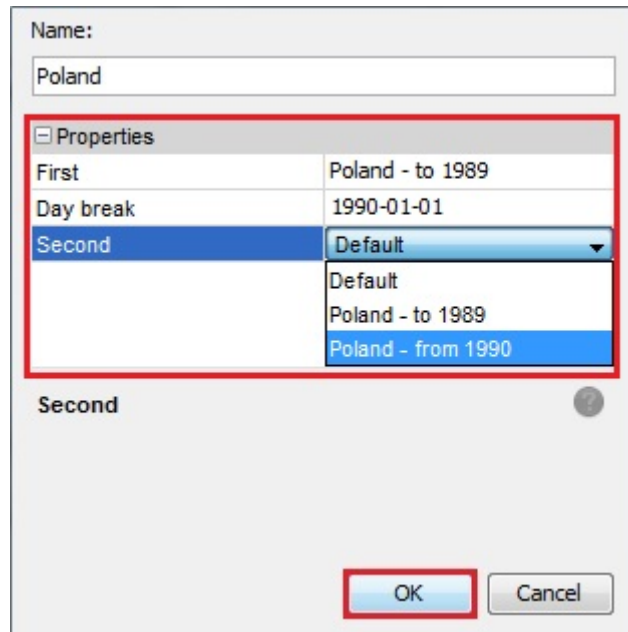 Name:
Poland
Properties
First Poland - to 1989
Day break 1990-01-01
Second Default
Default
Poland - to 1989
Poland - from 1990
Second ?
OK Cancel